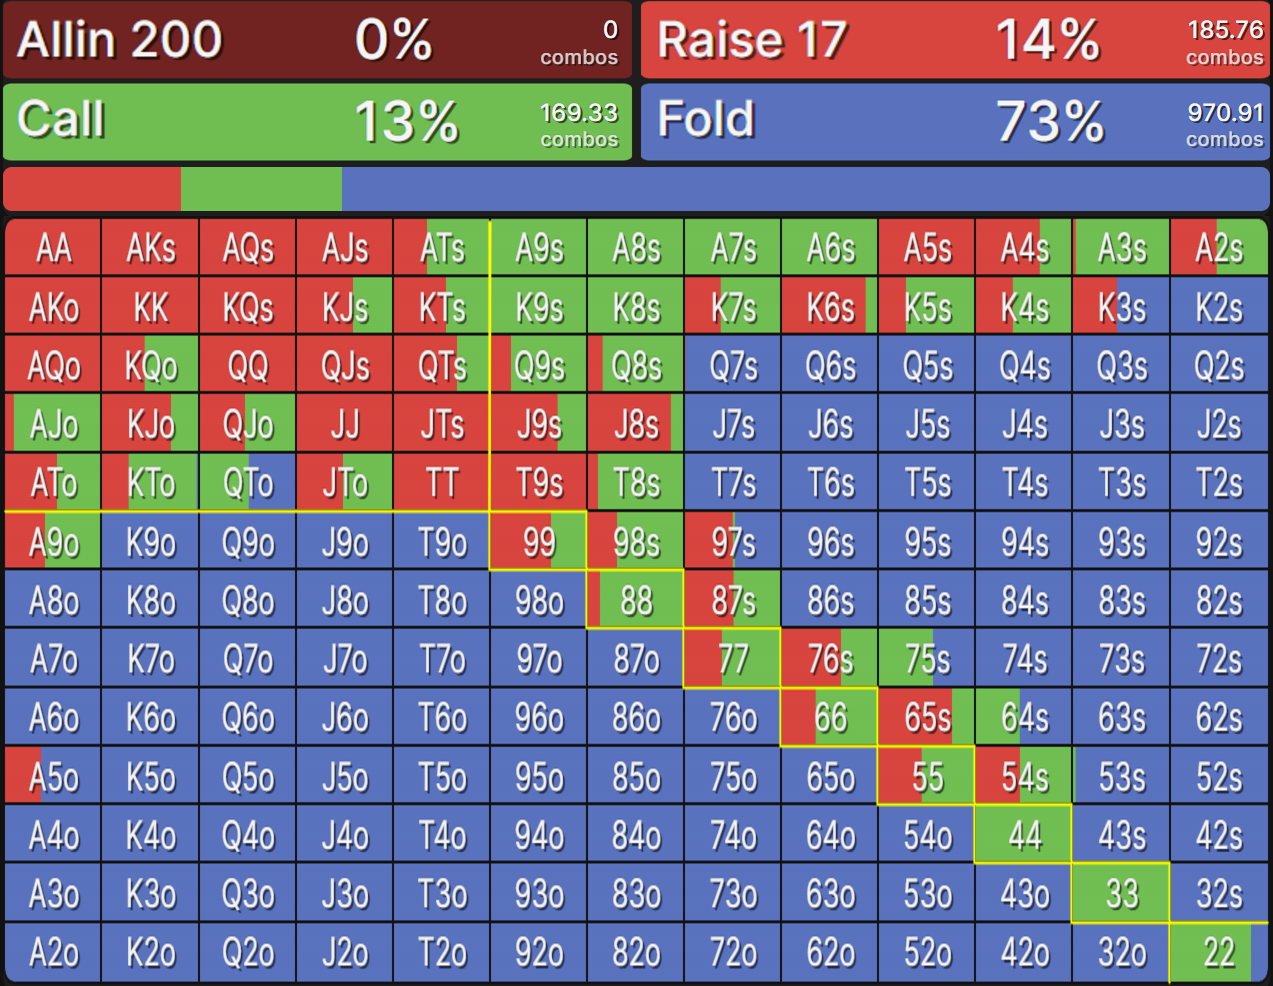 Allin 200 0% 0 combos Raise 17 14% 185.76 combos
Call 13% 169.33 combos Fold 73% 970.91 combos
AA AKs AQs AJs ATs A9s A8s A7s A6s A5s A4s A3s A2s
AKo KK KQs KJs KTs K9s K8s K7s K6s K5s K4s K3s K2s
AQo KQo QQ QJs QTs Q9s Q8s Q7s Q6s Q5s Q4s Q3s Q2s
AJo KJo QJo JJ JTs J9s J8s J7s J6s J5s J4s J3s J2s
ATo KTo QTo JTo TT T9s T8s T7s T6s T5s T4s T3s T2s
A9o K9o Q9o J9o T9o 99 98s 97s 96s 95s 94s 93s 92s
A8o K8o Q8o J8o T8o 98o 88 87s 86s 85s 84s 83s 82s
A7o K7o Q7o J7o T7o 97o 87o 77 76s 75s 74s 73s 72s
A6o K6o Q6o J6o T6o 96o 86o 76o 66 65s 64s 63s 62s
A5o K5o Q5o J5o T5o 95o 85o 75o 65o 55 54s 53s 52s
A4o K4o Q4o J4o T4o 94o 84o 74o 64o 54o 44 43s 42s
A3o K3o Q3o J3o T3o 93o 83o 73o 63o 53o 43o 33 32s
A2o K2o Q2o J2o T2o 92o 82o 72o 62o 52o 42o 32o 22